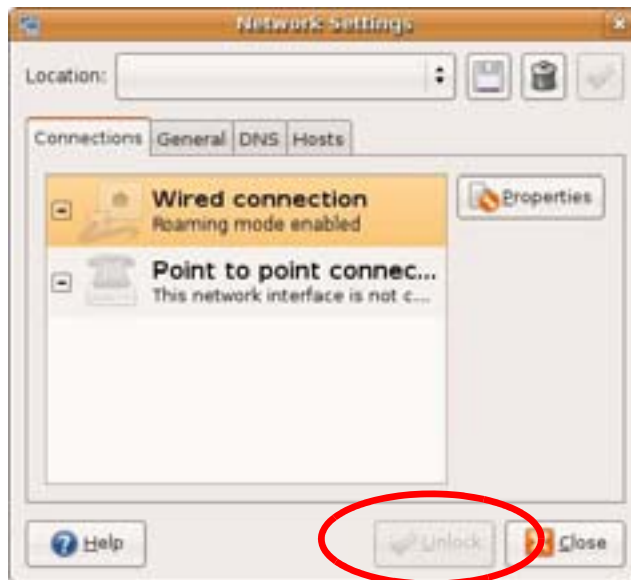 Network Settings
Location:
Connections General DNS Hosts
Wired connection
Roaming mode enabled
Properties
Point to point connec...
This network interface is not c...
Help
Unlock
Close